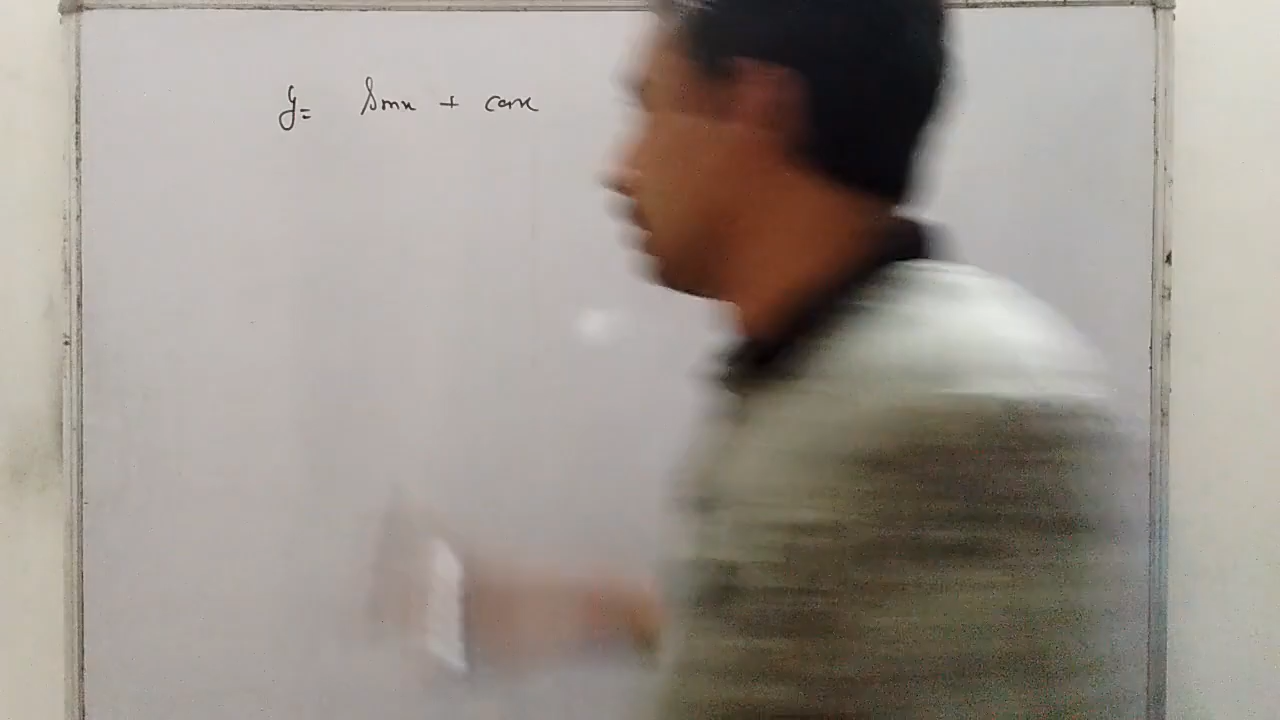 y= Sinx + cosx